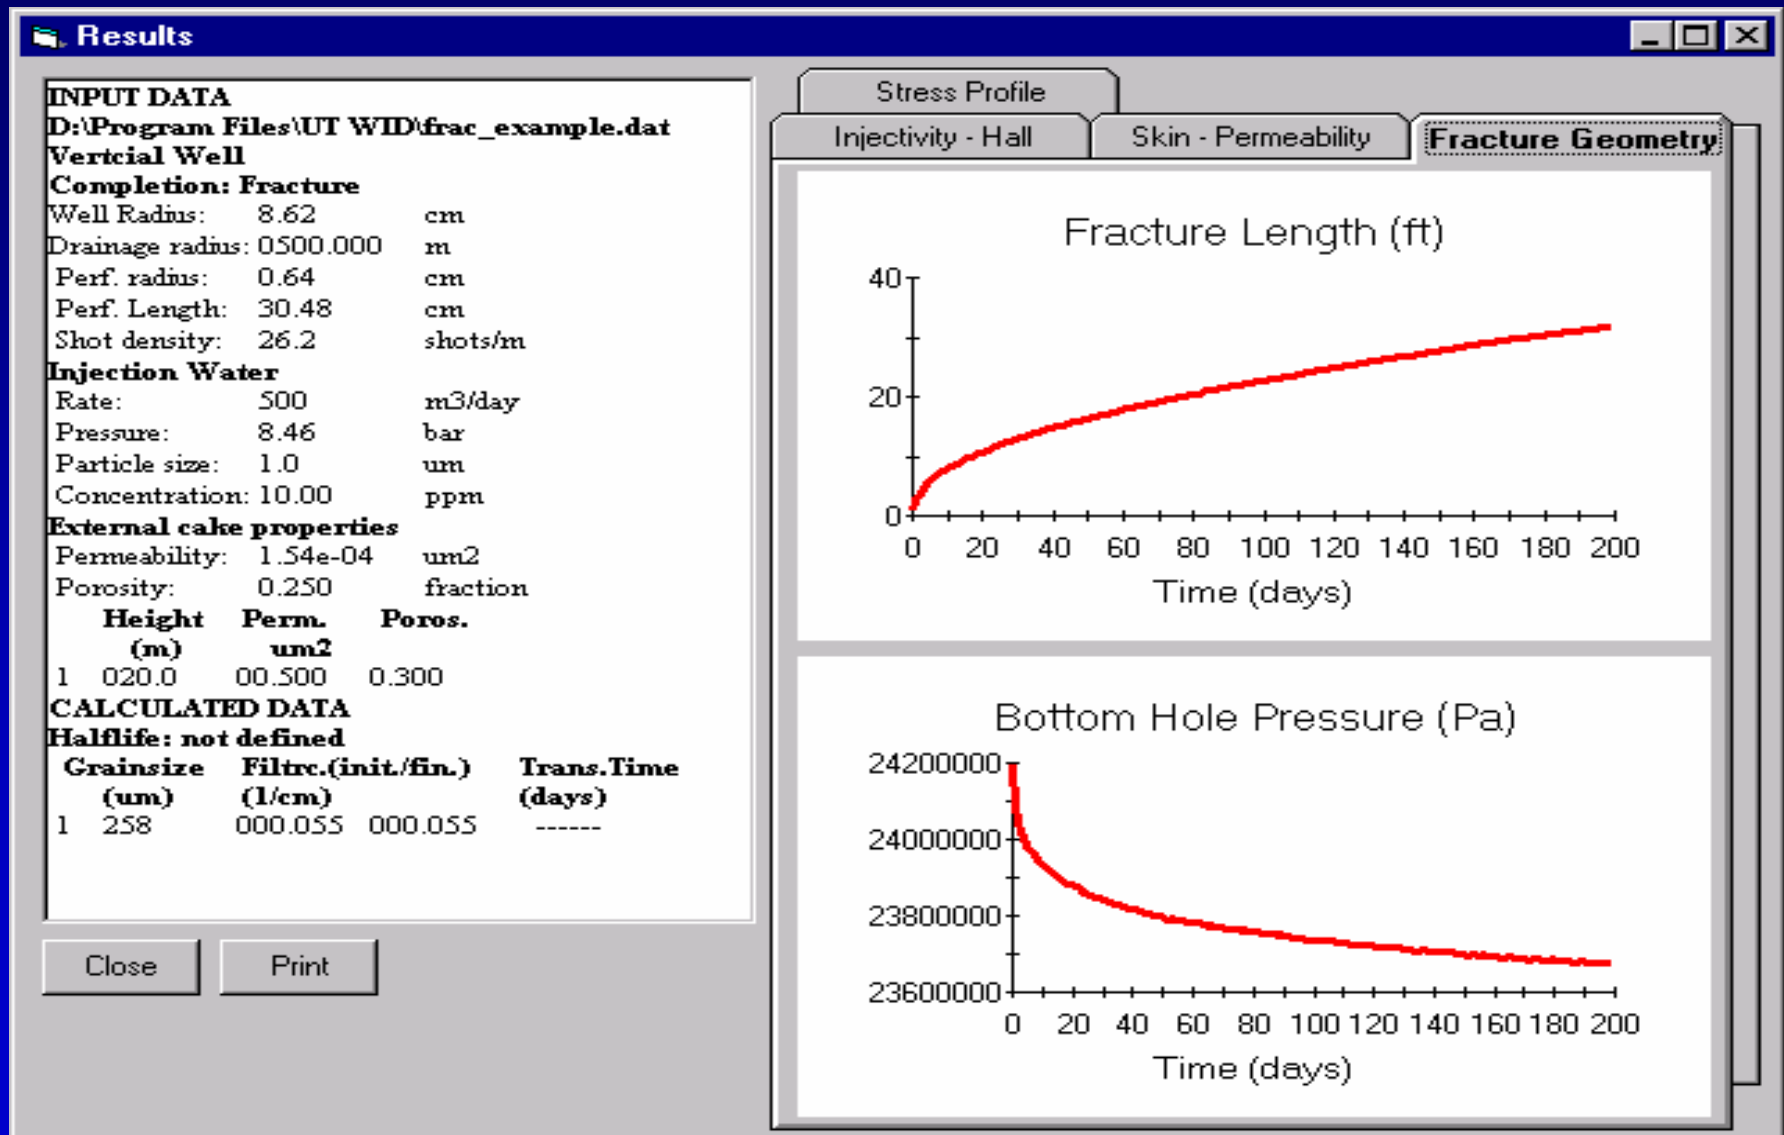 Results
INPUT DATA
D:\Program Files\UT WID\frac_example.dat
Vertcial Well
Completion: Fracture
Well Radius: 8.62 cm
Drainage radius: 0500.000 m
Perf. radius: 0.64 cm
Perf. Length: 30.48 cm
Shot density: 26.2 shots/m
Injection Water
Rate: 500 m3/day
Pressure: 8.46 bar
Particle size: 1.0 um
Concentration: 10.00 ppm
External cake properties
Permeability: 1.54e-04 um2
Porosity: 0.250 fraction
Height Perm. Poros.
(m) um2
1 020.0 00.500 0.300
CALCULATED DATA
Halflife: not defined
Grainsize Filtrc.(init./fin.) Trans.Time
(um) (1/cm) (days)
1 258 000.055 000.055 ------
Close Print
Stress Profile
Injectivity - Hall Skin - Permeability Fracture Geometry
Fracture Length (ft)
40
20
0
0 20 40 60 80 100 120 140 160 180 200
Time (days)
Bottom Hole Pressure (Pa)
24200000
24000000
23800000
23600000
0 20 40 60 80 100 120 140 160 180 200
Time (days)